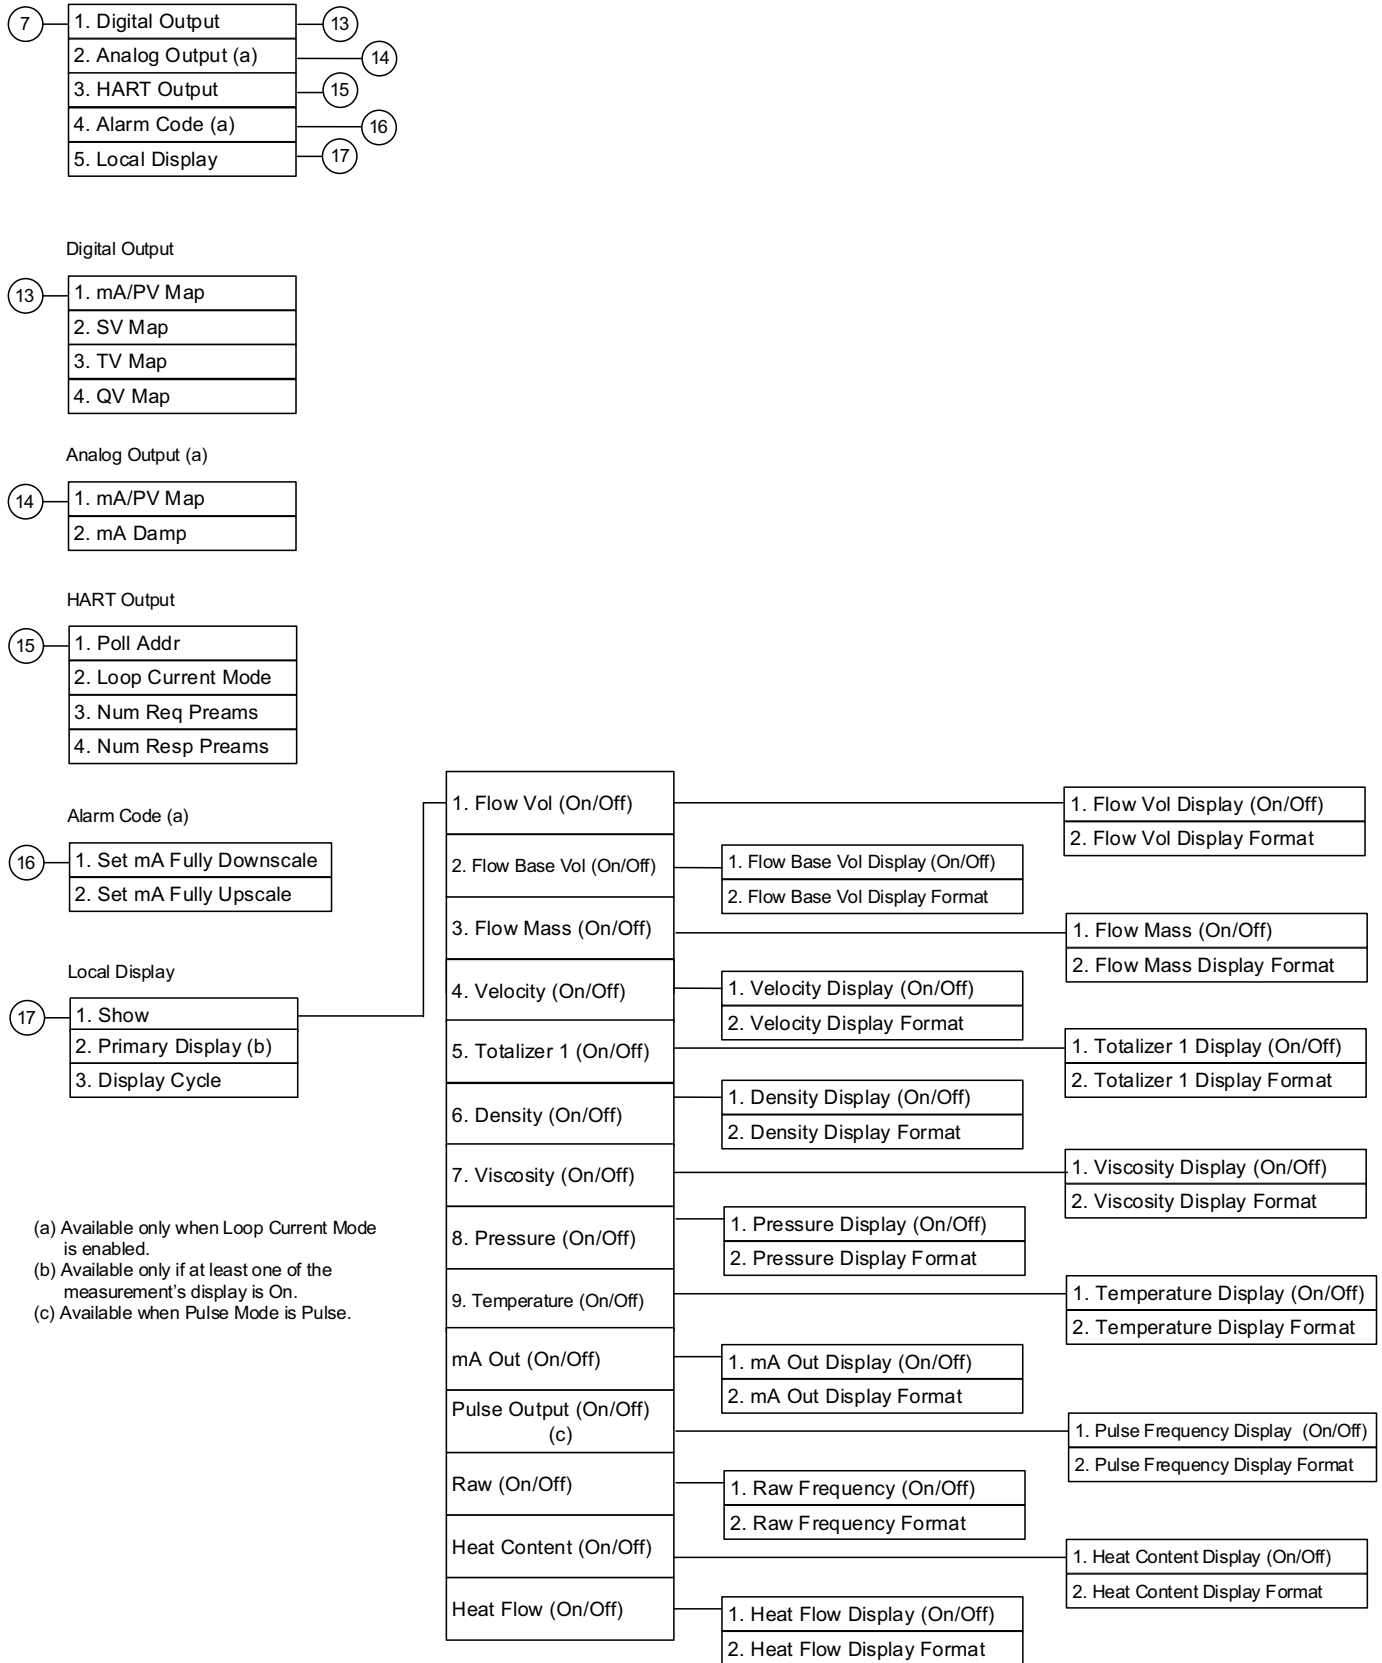 7
1. Digital Output
13
2. Analog Output (a)
14
3. HART Output
15
4. Alarm Code (a)
16
5. Local Display
17
Digital Output
13
1. mA/PV Map
2. SV Map
3. TV Map
4. QV Map
Analog Output (a)
14
1. mA/PV Map
2. mA Damp
HART Output
15
1. Poll Addr
2. Loop Current Mode
3. Num Req Preams
4. Num Resp Preams
Alarm Code (a)
16
1. Set mA Fully Downscale
2. Set mA Fully Upscale
Local Display
17
1. Show
2. Primary Display (b)
3. Display Cycle
1. Flow Vol (On/Off)
2. Flow Base Vol (On/Off)
3. Flow Mass (On/Off)
4. Velocity (On/Off)
5. Totalizer 1 (On/Off)
6. Density (On/Off)
7. Viscosity (On/Off)
8. Pressure (On/Off)
9. Temperature (On/Off)
mA Out (On/Off)
Pulse Output (On/Off)
(c)
Raw (On/Off)
Heat Content (On/Off)
Heat Flow (On/Off)
1. Flow Base Vol Display (On/Off)
2. Flow Base Vol Display Format
1. Velocity Display (On/Off)
2. Velocity Display Format
1. Density Display (On/Off)
2. Density Display Format
1. Pressure Display (On/Off)
2. Pressure Display Format
1. mA Out Display (On/Off)
2. mA Out Display Format
1. Raw Frequency (On/Off)
2. Raw Frequency Format
1. Heat Flow Display (On/Off)
2. Heat Flow Display Format
1. Flow Vol Display (On/Off)
2. Flow Vol Display Format
1. Flow Mass (On/Off)
2. Flow Mass Display Format
1. Totalizer 1 Display (On/Off)
2. Totalizer 1 Display Format
1. Viscosity Display (On/Off)
2. Viscosity Display Format
1. Temperature Display (On/Off)
2. Temperature Display Format
1. Pulse Frequency Display (On/Off)
2. Pulse Frequency Display Format
1. Heat Content Display (On/Off)
2. Heat Content Display Format
(a) Available only when Loop Current Mode
is enabled.
(b) Available only if at least one of the
measurement's display is On.
(c) Available when Pulse Mode is Pulse.